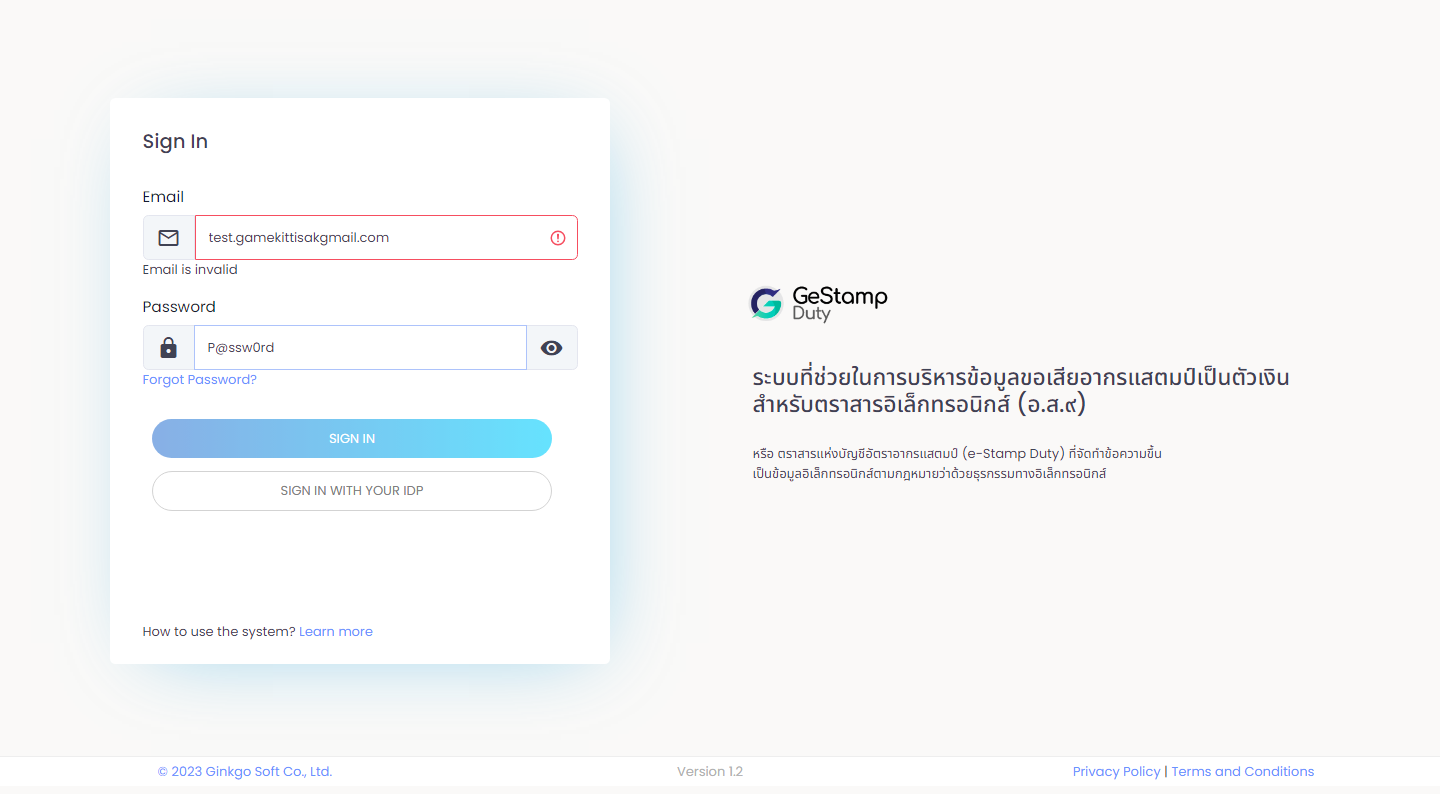 Sign In
Email
test.gamekittisakgmail.com
Email is invalid
Password
P@ssw0rd
Forgot Password?
SIGN IN
SIGN IN WITH YOUR IDP
How to use the system? Learn more
GeStamp
Duty
ระบบที่ช่วยในการบริหารข้อมูลขอเสียอากรแสตมป์เป็นตัวเงิน
สำหรับตราสารอิเล็กทรอนิกส์ (อ.ส.๙)
หรือ ตราสารแห่งบัญชีอัตราอากรแสตมป์ (e-Stamp Duty) ที่จัดทำข้อความขึ้น
เป็นข้อมูลอิเล็กทรอนิกส์ตามกฎหมายว่าด้วยธุรกรรมทางอิเล็กทรอนิกส์
© 2023 Ginkgo Soft Co., Ltd.
Version 1.2
Privacy Policy | Terms and Conditions